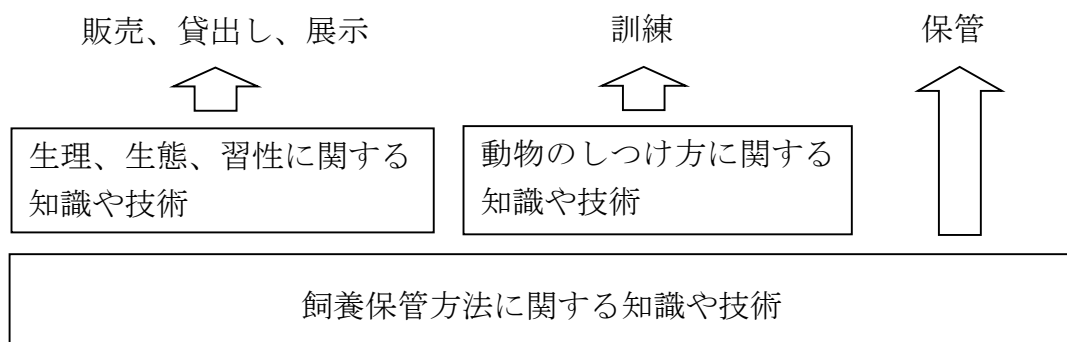 販売、貸出し、展示
訓練
保管
生理、生態、習性に関する
知識や技術
動物のしつけ方に関する
知識や技術
飼養保管方法に関する知識や技術